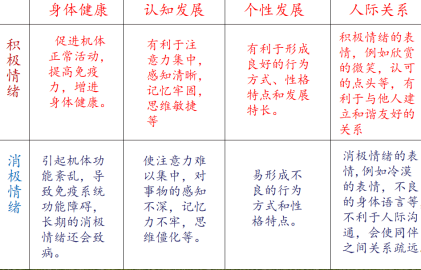 身体健康 认知发展 个性发展 人际关系
积极情绪
促进机体
正常活动，
提高免疫
力，增进
身体健康。
有利于注
意力集中，
感知清晰，
记忆牢固，
思维敏捷
等
有利于形成
良好的行为
方式、性格
特点和发展
特长。
积极情绪的表
情，例如欣赏
的微笑，认可
的点头等，有
利于与他人建
立和谐友好的
关系
消极情绪
引起机体功
能紊乱，导
致免疫系统
功能障碍，
长期的消极
情绪还会致
病。
使注意力难
以集中，对
事物的感知
不深，记忆
力不牢，思
维僵化等。
易形成不
良的行为
方式和性
格特点。
消极情绪的表
情,例如冷漠
的表情，不良
的身体语言等
不利于人际沟
通，会使同伴
之间关系疏远